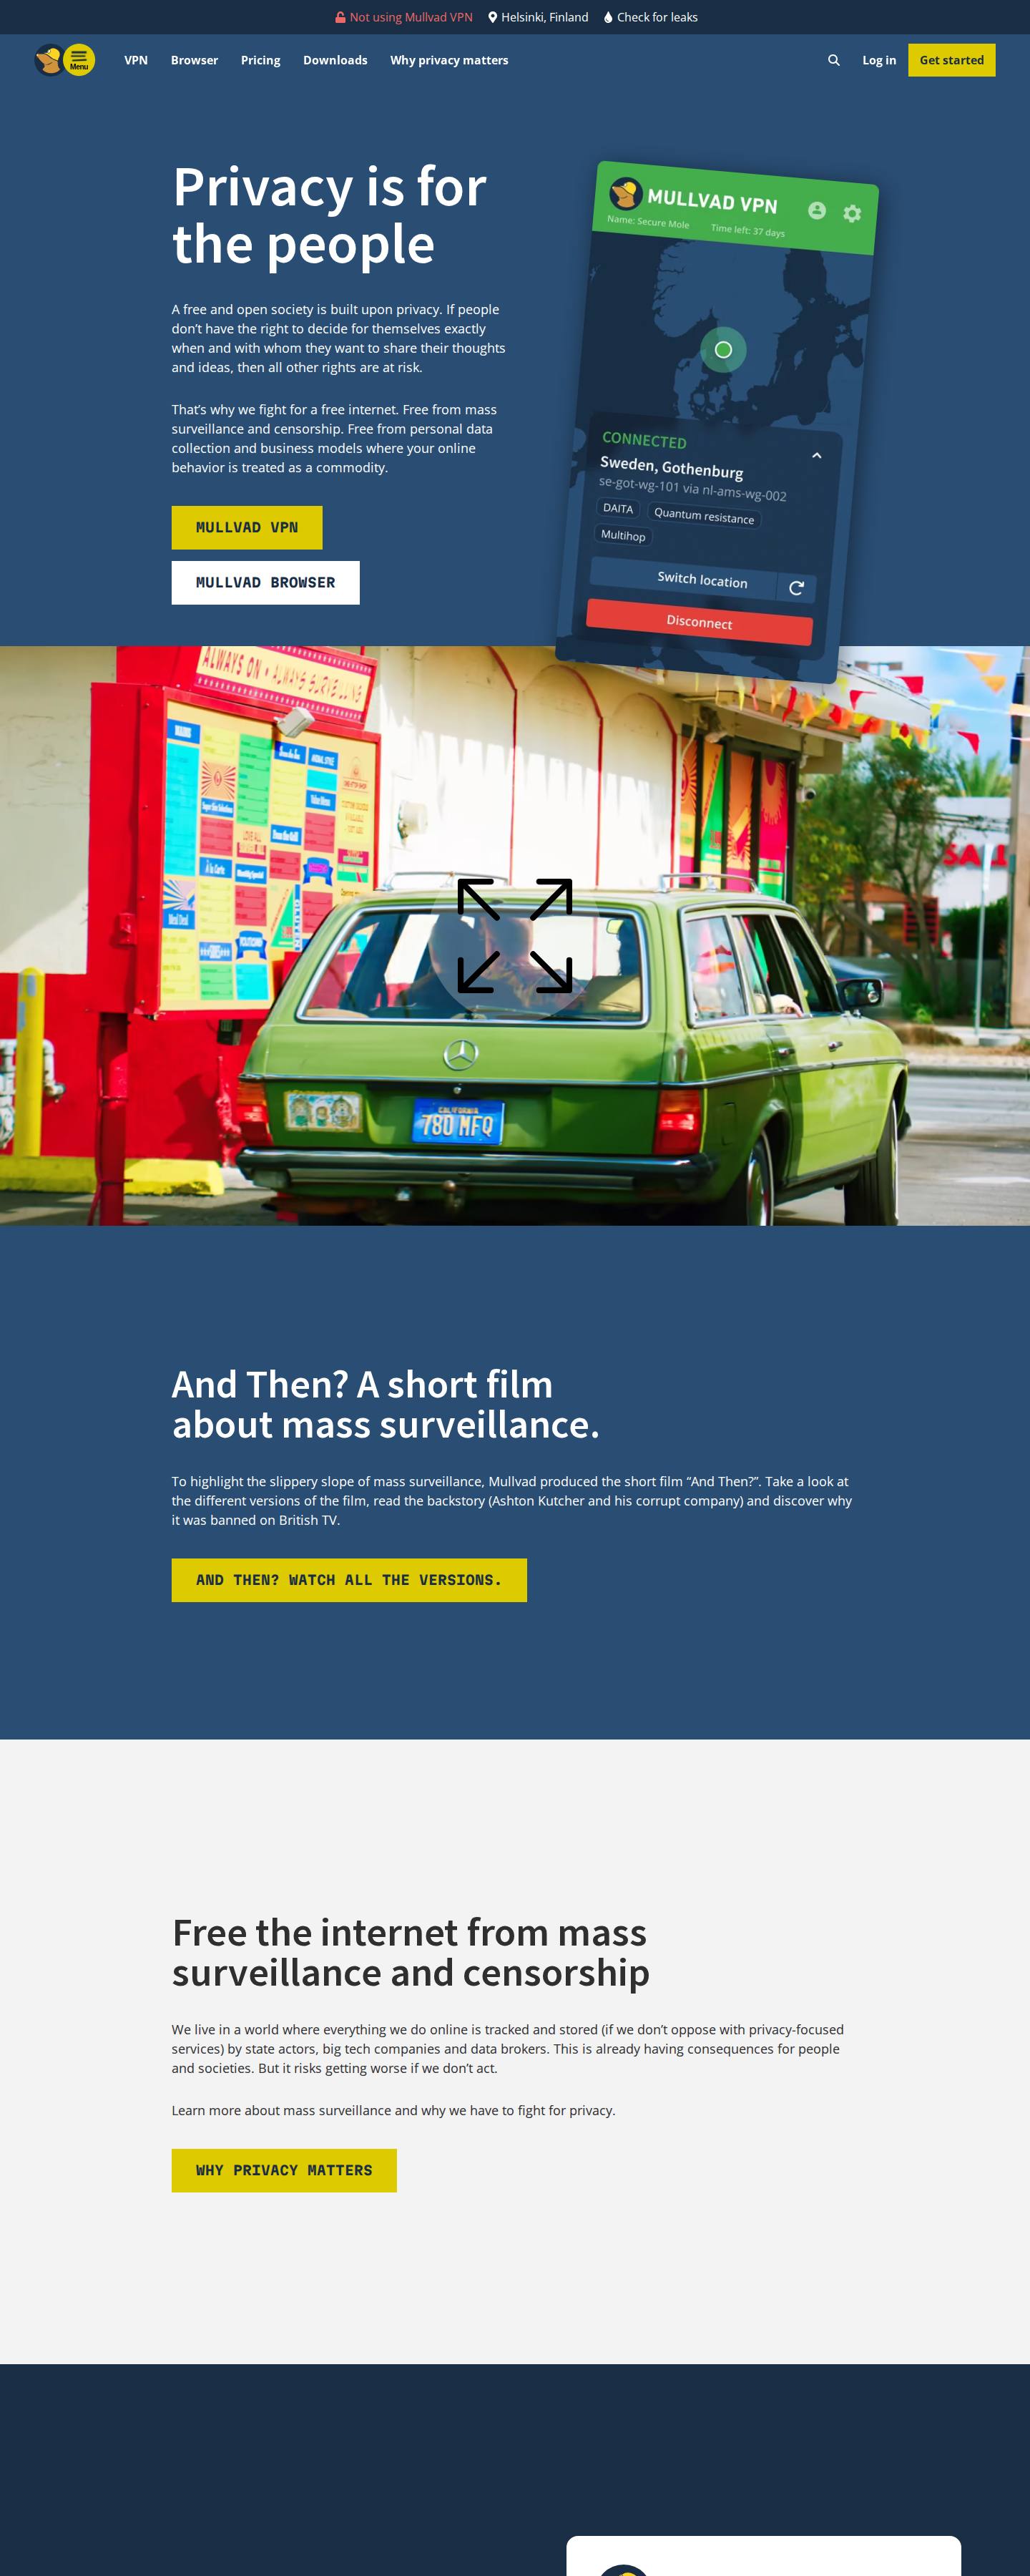 Not using Mullvad VPN Helsinki, Finland Check for leaks
Menu VPN Browser Pricing Downloads Why privacy matters Log in Get started
Privacy is for
the people
A free and open society is built upon privacy. If people
don’t have the right to decide for themselves exactly
when and with whom they want to share their thoughts
and ideas, then all other rights are at risk.
That’s why we fight for a free internet. Free from mass
surveillance and censorship. Free from personal data
collection and business models where your online
behavior is treated as a commodity.
MULLVAD VPN
MULLVAD BROWSER
MULLVAD VPN
Name: Secure Mole Time left: 37 days
CONNECTED
Sweden, Gothenburg
se-got-wg-101 via nl-ams-wg-002
DAITA Quantum resistance
Multihop
Switch location
Disconnect
ALWAYS ON • ALWAYS
SALE
CALIFORNIA
780 MFQ
And Then? A short film
about mass surveillance.
To highlight the slippery slope of mass surveillance, Mullvad produced the short film “And Then?”. Take a look at
the different versions of the film, read the backstory (Ashton Kutcher and his corrupt company) and discover why
it was banned on British TV.
AND THEN? WATCH ALL THE VERSIONS.
Free the internet from mass
surveillance and censorship
We live in a world where everything we do online is tracked and stored (if we don’t oppose with privacy-focused
services) by state actors, big tech companies and data brokers. This is already having consequences for people
and societies. But it risks getting worse if we don’t act.
Learn more about mass surveillance and why we have to fight for privacy.
WHY PRIVACY MATTERS